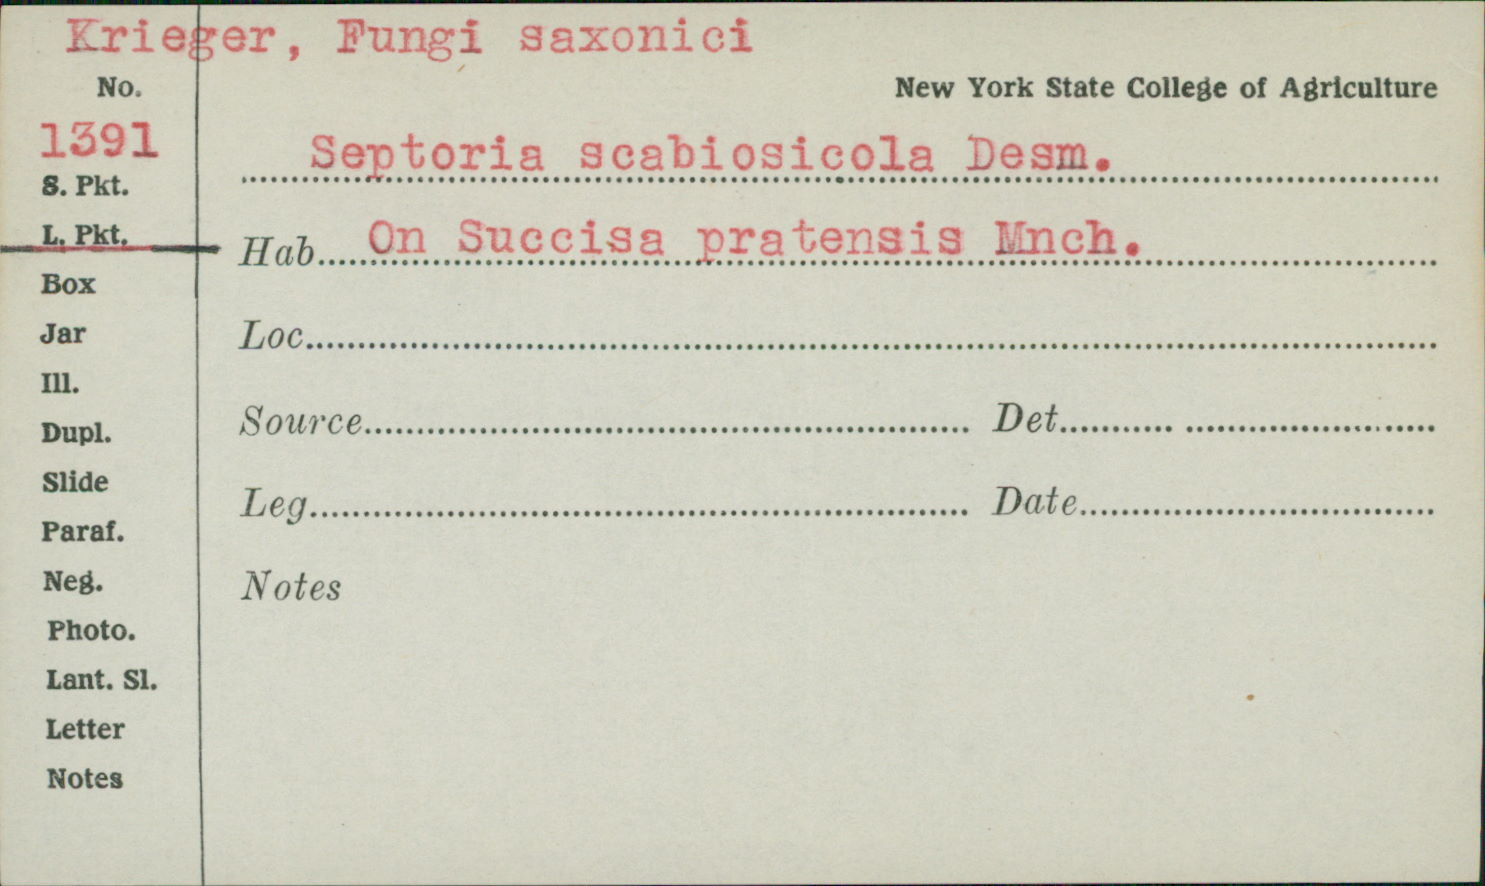 Krieger, Fungi saxonici
No.
New York State College of Agriculture
1391
Septoria scabiosicola Desm.
S. Pkt.
L. Pkt.
Hab. On Succisa pratensis Mnch.
Box
Jar
Loc.
Ill.
Dupl.
Source Det.
Slide
Leg. Date
Paraf.
Neg.
Notes
Photo.
Lant. Sl.
Letter
Notes